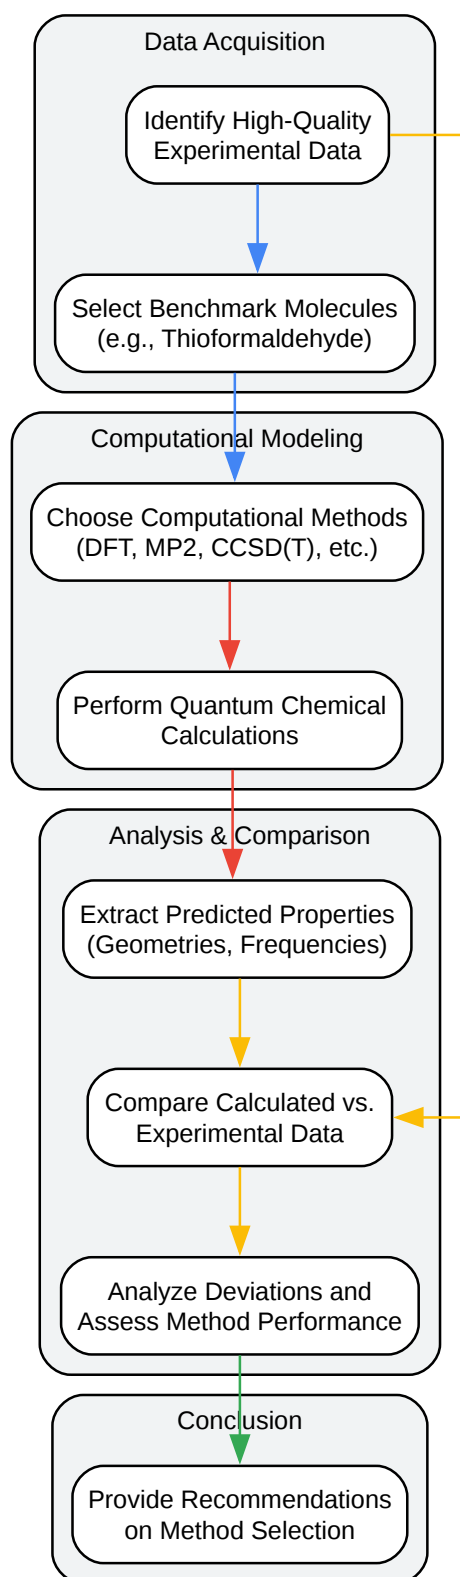 Data Acquisition
Identify High-Quality
Experimental Data
Select Benchmark Molecules
(e.g., Thioformaldehyde)
Computational Modeling
Choose Computational Methods
(DFT, MP2, CCSD(T), etc.)
Perform Quantum Chemical
Calculations
Analysis & Comparison
Extract Predicted Properties
(Geometries, Frequencies)
Compare Calculated vs.
Experimental Data
Analyze Deviations and
Assess Method Performance
Conclusion
Provide Recommendations
on Method Selection